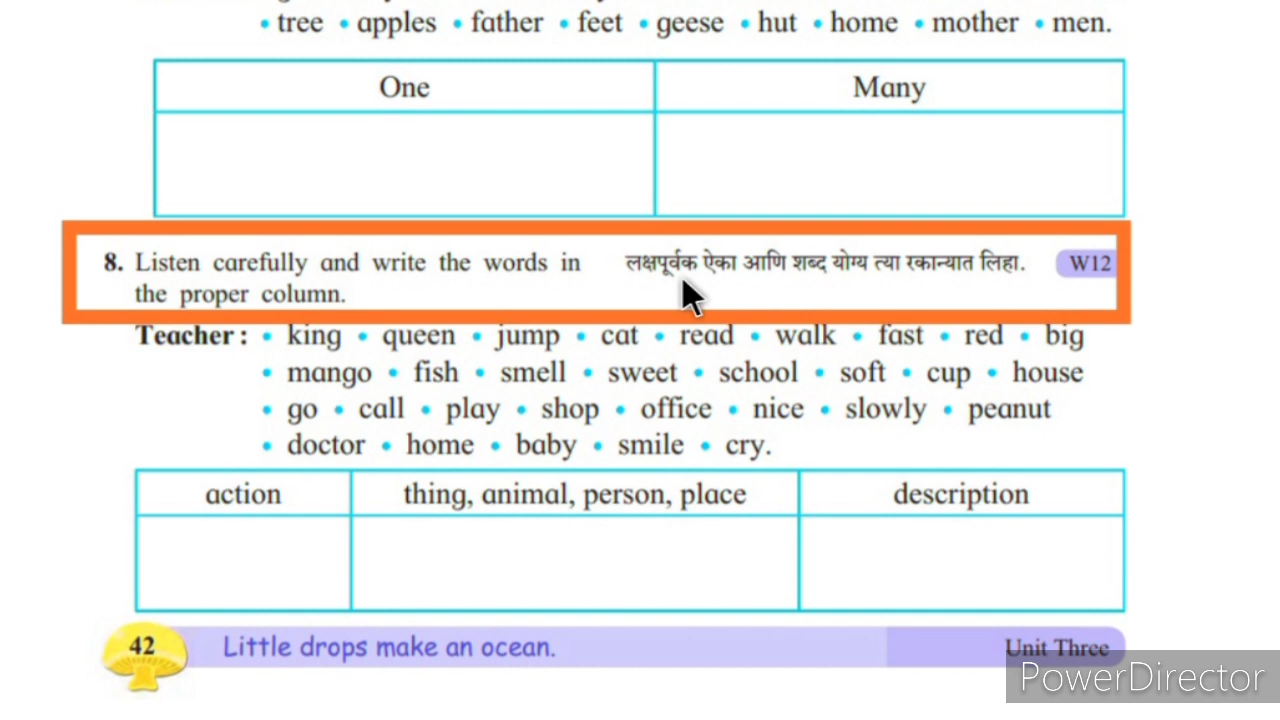 • tree • apples • father • feet • geese • hut • home • mother • men.
One Many
8. Listen carefully and write the words in लक्षपूर्वक ऐका आणि शब्द योग्य त्या रकान्यात लिहा. W12
the proper column.
Teacher : • king • queen • jump • cat • read • walk • fast • red • big
• mango • fish • smell • sweet • school • soft • cup • house
• go • call • play • shop • office • nice • slowly • peanut
• doctor • home • baby • smile • cry.
action thing, animal, person, place description
42 Little drops make an ocean. Unit Three
PowerDirector